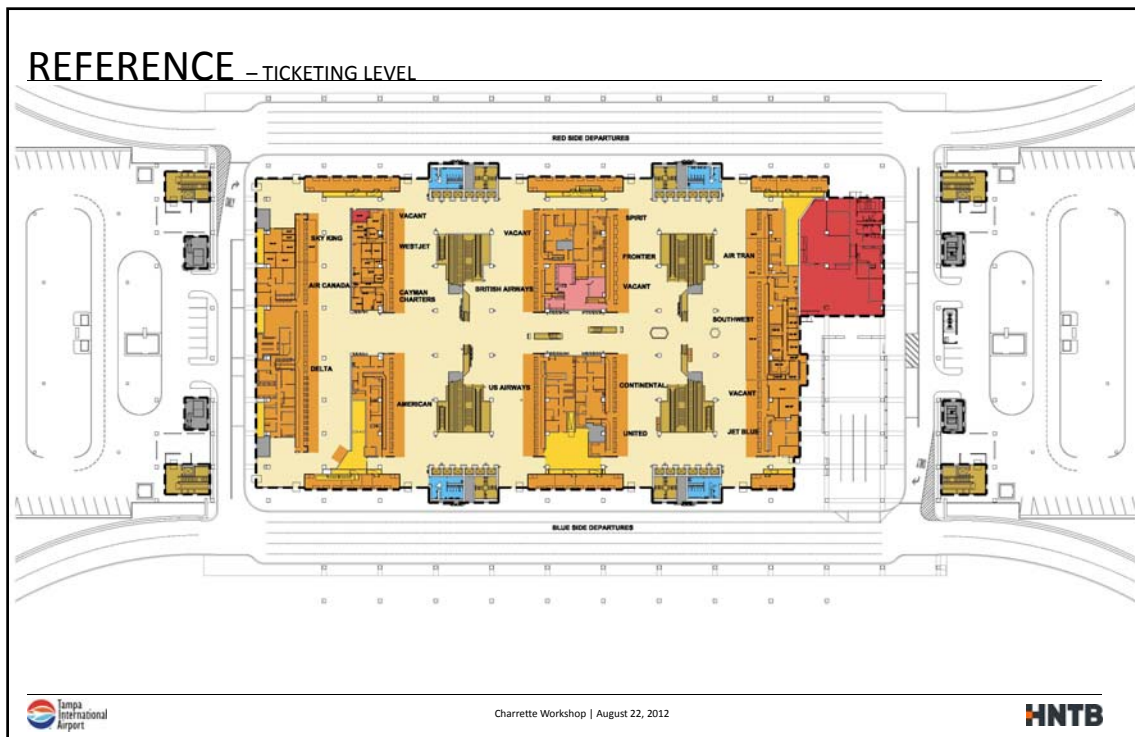 REFERENCE – TICKETING LEVEL
RED SIDE DEPARTURES
VACANT
SPIRIT
SKY KING
WESTJET
VACANT
FRONTIER
AIR TRAN
AIR CANADA
CAYMAN
CHARTERS
BRITISH AIRWAYS
VACANT
SOUTHWEST
DELTA
US AIRWAYS
CONTINENTAL
VACANT
AMERICAN
UNITED
JET BLUE
BLUE SIDE DEPARTURES
Tampa
International
Airport
Charrette Workshop | August 22, 2012
HNTB